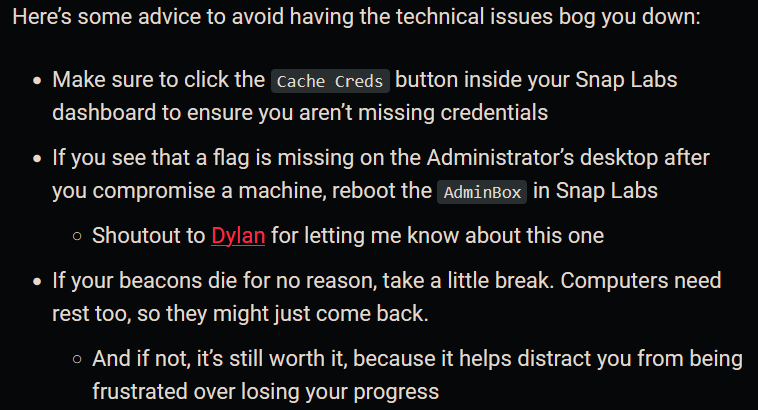 Here’s some advice to avoid having the technical issues bog you down:
• Make sure to click the Cache Creds button inside your Snap Labs
dashboard to ensure you aren’t missing credentials
• If you see that a flag is missing on the Administrator’s desktop after
you compromise a machine, reboot the AdminBox in Snap Labs
◦ Shoutout to Dylan for letting me know about this one
• If your beacons die for no reason, take a little break. Computers need
rest too, so they might just come back.
◦ And if not, it’s still worth it, because it helps distract you from being
frustrated over losing your progress